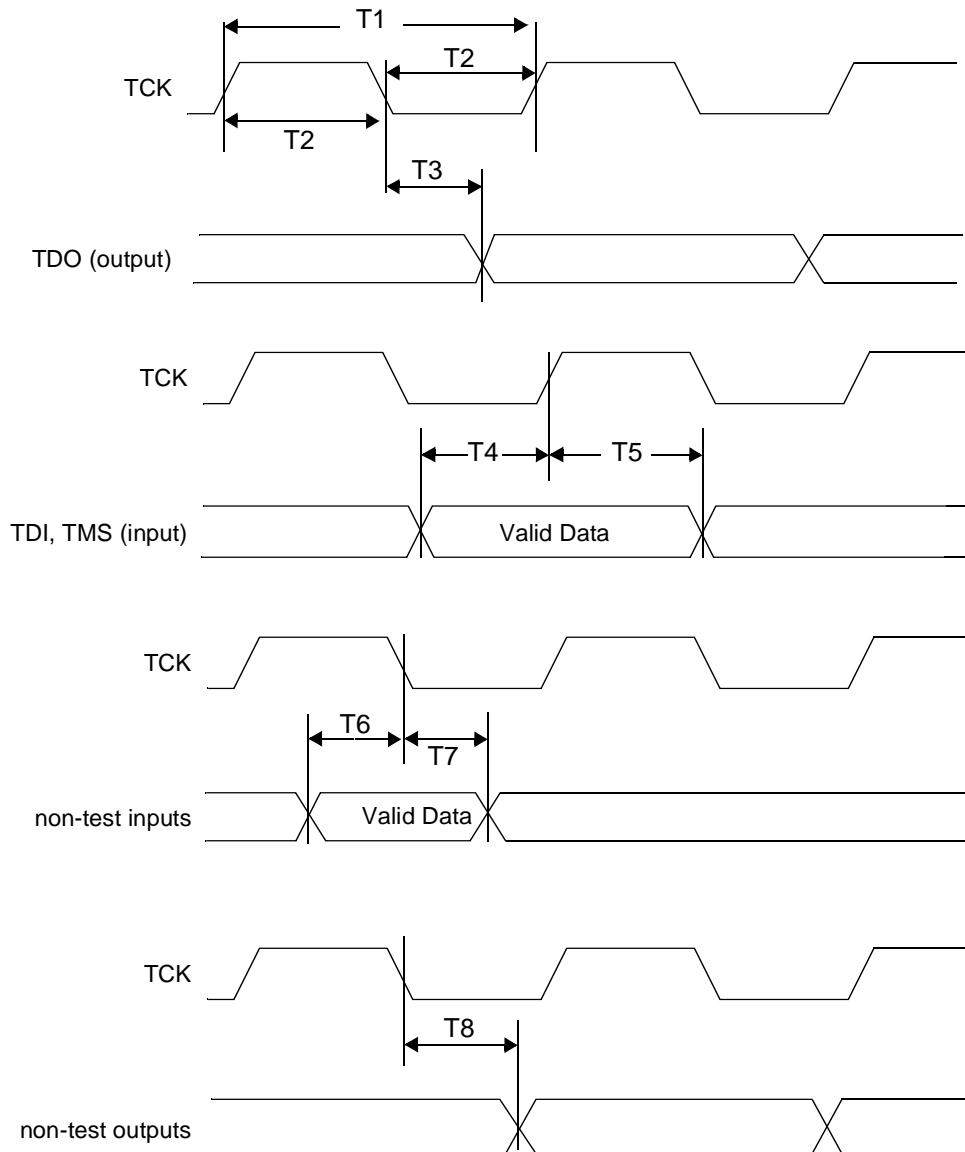 T1
T2
TCK
T2
T3
TDO (output)
TCK
T4
T5
TDI, TMS (input)
Valid Data
TCK
T6
T7
non-test inputs
Valid Data
TCK
T8
non-test outputs